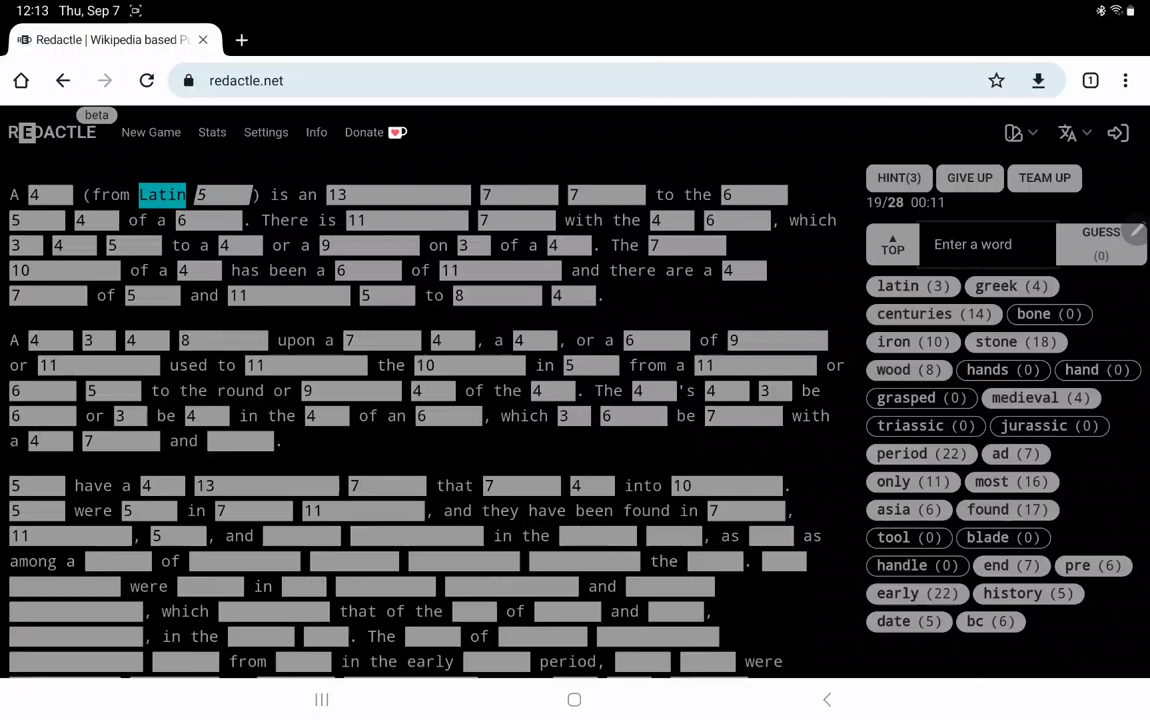 12:13 Thu, Sep 7
Redactle | Wikipedia based Pu
redactle.net 1
beta
REDACTLE New Game Stats Settings Info Donate
HINT(3) GIVE UP TEAM UP
19/28 00:11
TOP Enter a word GUESS (0)
A 4 (from Latin 5 ) is an 13 7 7 to the 6
5 4 of a 6 . There is 11 7 with the 4 6 , which
3 4 5 to a 4 or a 9 on 3 of a 4 . The 7
10 of a 4 has been a 6 of 11 and there are a 4
7 of 5 and 11 5 to 8 4 .
A 4 3 4 8 upon a 7 4 , a 4 , or a 6 of 9
or 11 used to 11 the 10 in 5 from a 11 or
6 5 to the round or 9 4 of the 4 . The 4 's 4 3 be
6 or 3 be 4 in the 4 of an 6 , which 3 6 be 7 with
a 4 7 and .
5 have a 4 13 7 that 7 4 into 10 .
5 were 5 in 7 11 , and they have been found in 7 ,
11 , 5 , and in the , as as
among a of the .
were in and
, which that of the of and ,
, in the . The of
from in the early period, were
latin (3) greek (4)
centuries (14) bone (0)
iron (10) stone (18)
wood (8) hands (0) hand (0)
grasped (0) medieval (4)
triassic (0) jurassic (0)
period (22) ad (7)
only (11) most (16)
asia (6) found (17)
tool (0) blade (0)
handle (0) end (7) pre (6)
early (22) history (5)
date (5) bc (6)